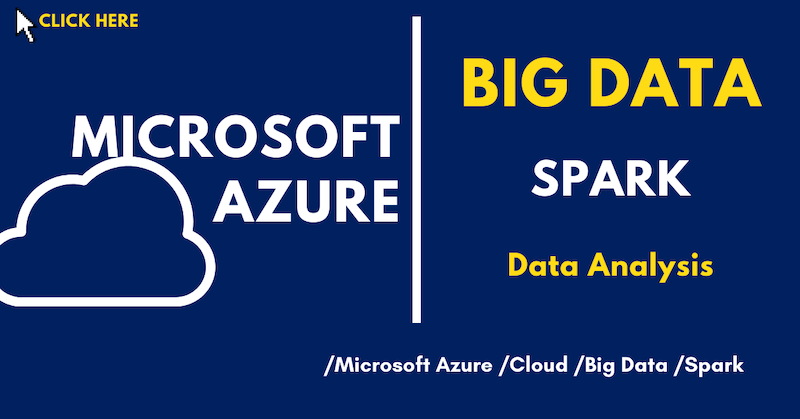 CLICK HERE
MICROSOFT
AZURE
BIG DATA
SPARK
Data Analysis
/Microsoft Azure /Cloud /Big Data /Spark